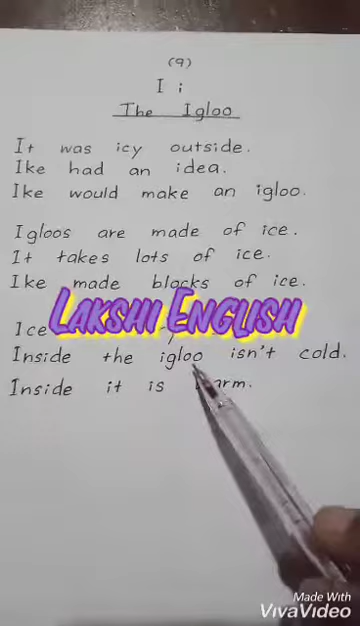 (9)
I i
The Igloo
It was icy outside.
Ike had an idea.
Ike would make an igloo.
Igloos are made of ice.
It takes lots of ice.
Ike made blocks of ice.
LAKSHI ENGLISH
Ice
Inside the igloo isn't cold.
Inside it is
Made With
VivaVideo